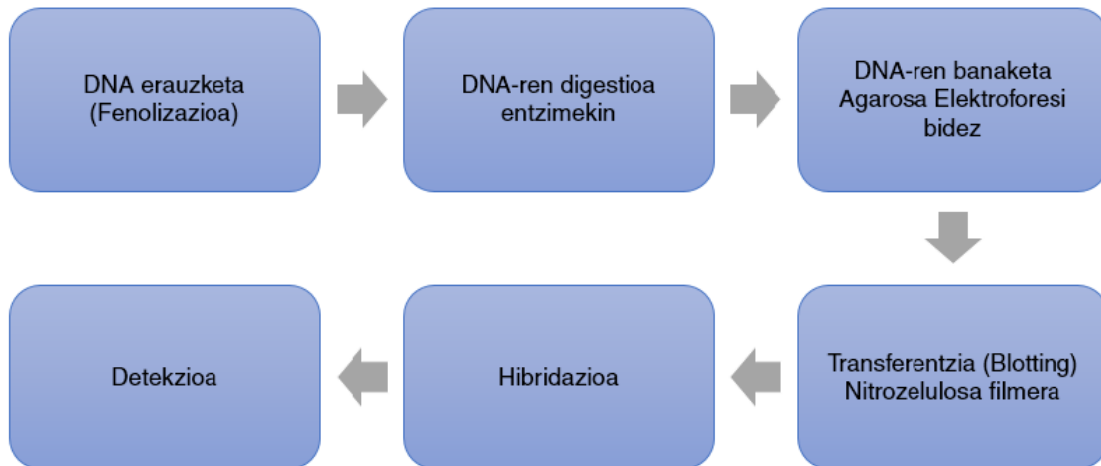 DNA erauzketa
(Fenolizazioa)
DNA-ren digestioa
entzimekin
DNA-ren banaketa
Agarosa Elektroforesi
bidez
Transferentzia (Blotting)
Nitrozelulosa filmera
Hibridazioa
Detekzioa